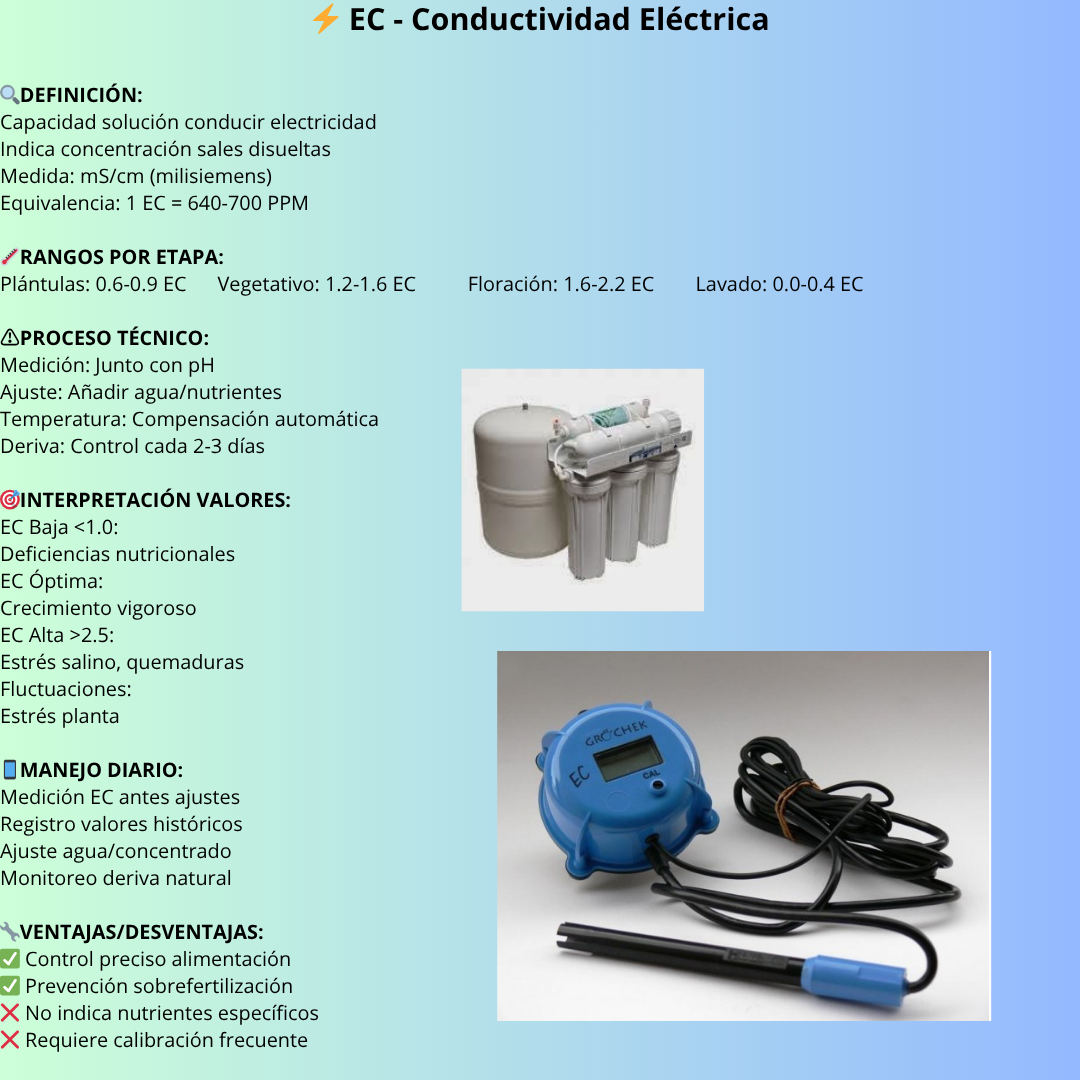 ⚡ EC - Conductividad Eléctrica
🔍DEFINICIÓN:
Capacidad solución conducir electricidad
Indica concentración sales disueltas
Medida: mS/cm (milisiemens)
Equivalencia: 1 EC = 640-700 PPM
🌡️RANGOS POR ETAPA:
Plántulas: 0.6-0.9 EC Vegetativo: 1.2-1.6 EC Floración: 1.6-2.2 EC Lavado: 0.0-0.4 EC
⚠PROCESO TÉCNICO:
Medición: Junto con pH
Ajuste: Añadir agua/nutrientes
Temperatura: Compensación automática
Deriva: Control cada 2-3 días
🎯INTERPRETACIÓN VALORES:
EC Baja <1.0:
Deficiencias nutricionales
EC Óptima:
Crecimiento vigoroso
EC Alta >2.5:
Estrés salino, quemaduras
Fluctuaciones:
Estrés planta
📱MANEJO DIARIO:
Medición EC antes ajustes
Registro valores históricos
Ajuste agua/concentrado
Monitoreo deriva natural
🔧VENTAJAS/DESVENTAJAS:
✅ Control preciso alimentación
✅ Prevención sobrefertilización
❌ No indica nutrientes específicos
❌ Requiere calibración frecuente
GROCHEK
EC
CAL